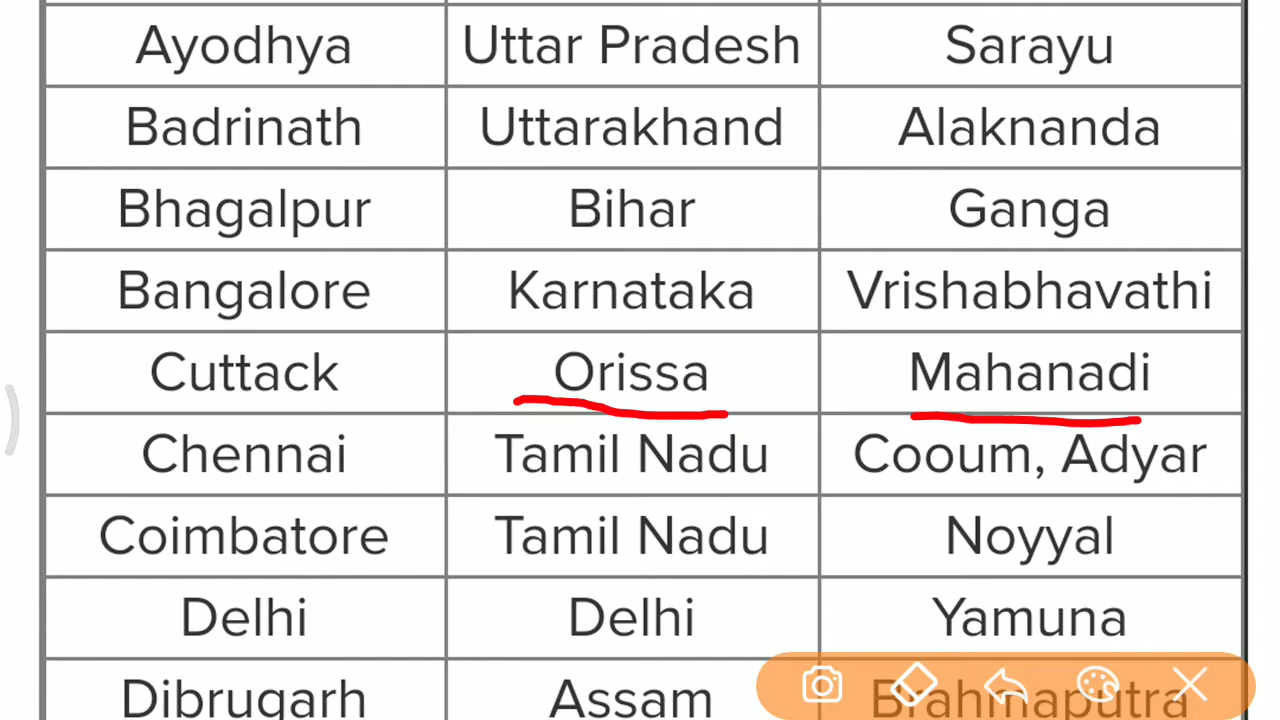 Ayodhya Uttar Pradesh Sarayu
Badrinath Uttarakhand Alaknanda
Bhagalpur Bihar Ganga
Bangalore Karnataka Vrishabhavathi
Cuttack Orissa Mahanadi
Chennai Tamil Nadu Cooum, Adyar
Coimbatore Tamil Nadu Noyyal
Delhi Delhi Yamuna
Dibrugarh Assam Brahmaputra